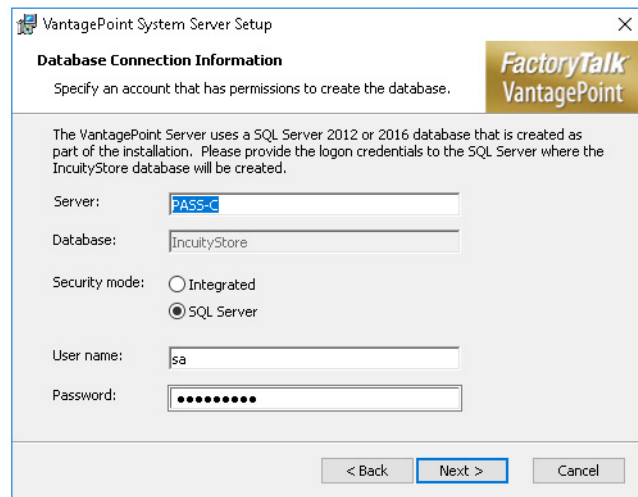 VantagePoint System Server Setup
Database Connection Information
Specify an account that has permissions to create the database.
FactoryTalk
VantagePoint
The VantagePoint Server uses a SQL Server 2012 or 2016 database that is created as
part of the installation. Please provide the logon credentials to the SQL Server where the
IncuityStore database will be created.
Server: PASS-C
Database: IncuityStore
Security mode: Integrated
SQL Server
User name: sa
Password: ●●●●●●●●●
< Back Next > Cancel